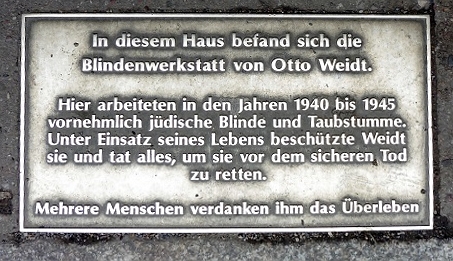 In diesem Haus befand sich die
Blindenwerkstatt von Otto Weidt.
Hier arbeiteten in den Jahren 1940 bis 1945
vornehmlich jüdische Blinde und Taubstumme.
Unter Einsatz seines Lebens beschützte Weidt
sie und tat alles, um sie vor dem sicheren Tod
zu retten.
Mehrere Menschen verdanken ihm das Überleben